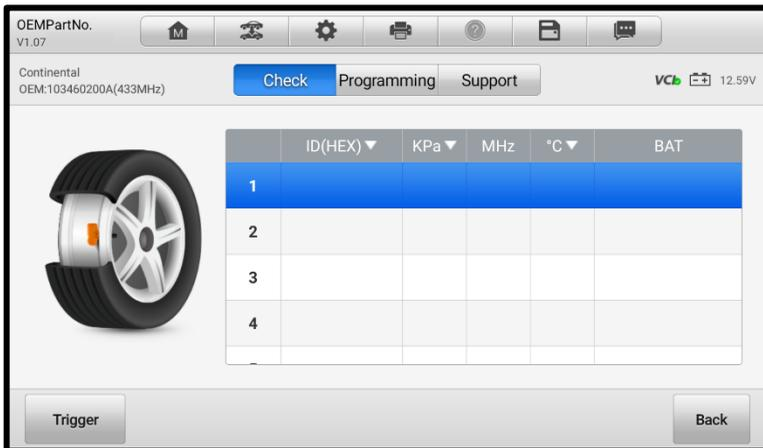 OEMPartNo.
V1.07
M
Continental
OEM:103460200A(433MHz)
Check Programming Support
VCI 12.59V
ID(HEX) KPa MHz °C BAT
1
2
3
4
Trigger
Back